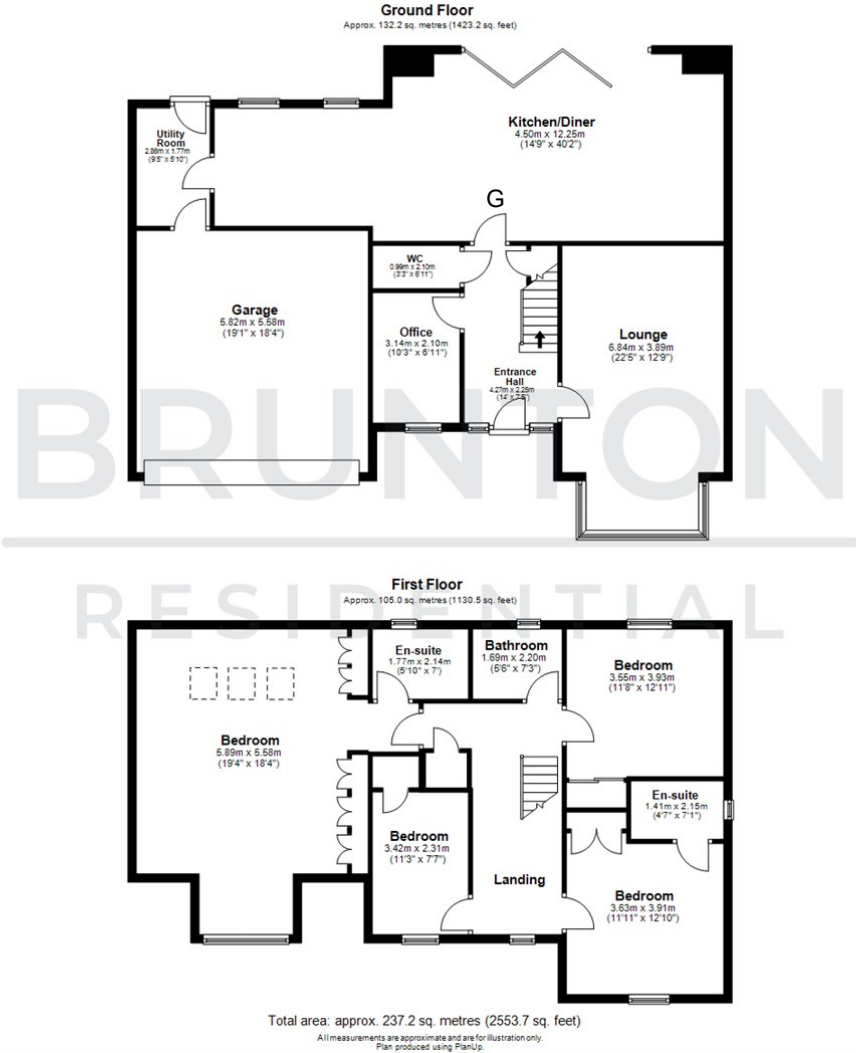 Ground Floor
Approx. 132.2 sq. metres (1423.2 sq. feet)
Kitchen/Diner
4.50m x 12.25m
(14'9" x 40'2")
Utility
Room
2.86m x 1.77m
(9'5" x 5'10")
G
WC
0.99m x 2.10m
(3'3" x 6'11")
Garage
5.82m x 5.58m
(19'1" x 18'4")
Office
3.14m x 2.10m
(10'3" x 6'11")
Lounge
6.84m x 3.89m
(22'5" x 12'9")
Entrance
Hall
4.27m x 2.25m
(14' x 7'5")
BRUNTON
RESIDENTIAL
First Floor
Approx. 105.0 sq. metres (1130.5 sq. feet)
En-suite
1.77m x 2.14m
(5'10" x 7')
Bathroom
1.69m x 2.20m
(5'6" x 7'3")
Bedroom
3.55m x 3.93m
(11'8" x 12'11")
Bedroom
5.89m x 5.58m
(19'4" x 18'4")
En-suite
1.41m x 2.15m
(4'7" x 7'1")
Bedroom
3.42m x 2.31m
(11'3" x 7'7")
Landing
Bedroom
3.63m x 3.91m
(11'11" x 12'10")
Total area: approx. 237.2 sq. metres (2553.7 sq. feet)
All measurements are approximate and are for illustration only.
Plan produced using PlanUp.